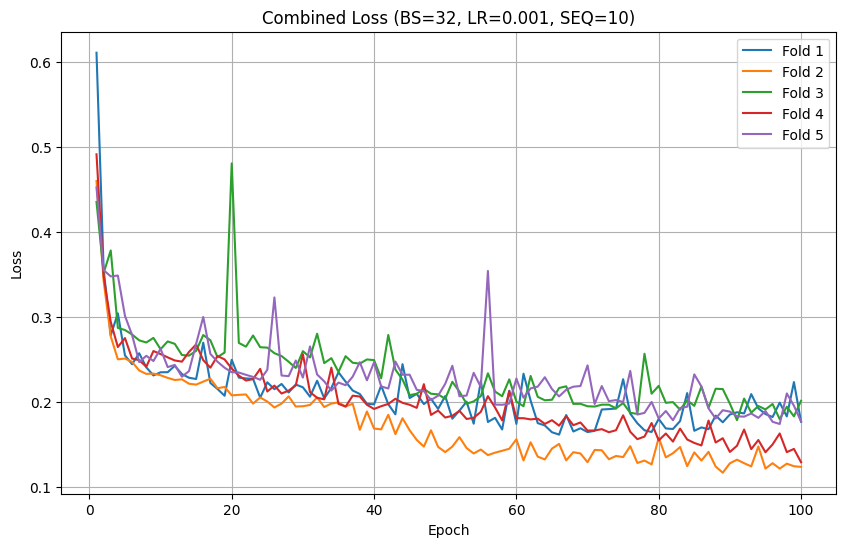 Combined Loss (BS=32, LR=0.001, SEQ=10)
Fold 1
Fold 2
Fold 3
Fold 4
Fold 5
Loss
0.6
0.5
0.4
0.3
0.2
0.1
0 20 40 60 80 100
Epoch